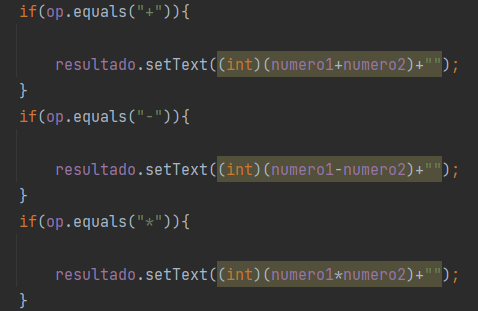 if(op.equals("+")){
resultado.setText((int)(numero1+numero2)+"");
}
if(op.equals("-")){
resultado.setText((int)(numero1-numero2)+"");
}
if(op.equals("*")){
resultado.setText((int)(numero1*numero2)+"");
}